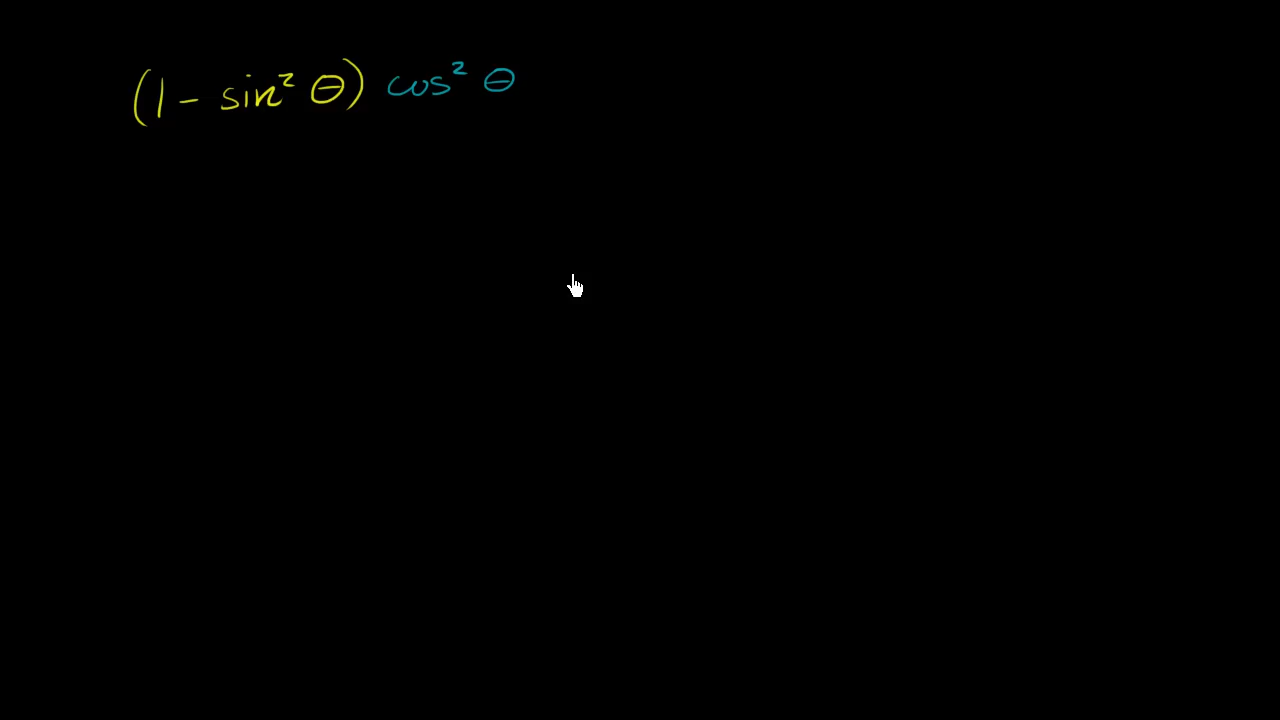 (1 - sin² θ) cos² θ